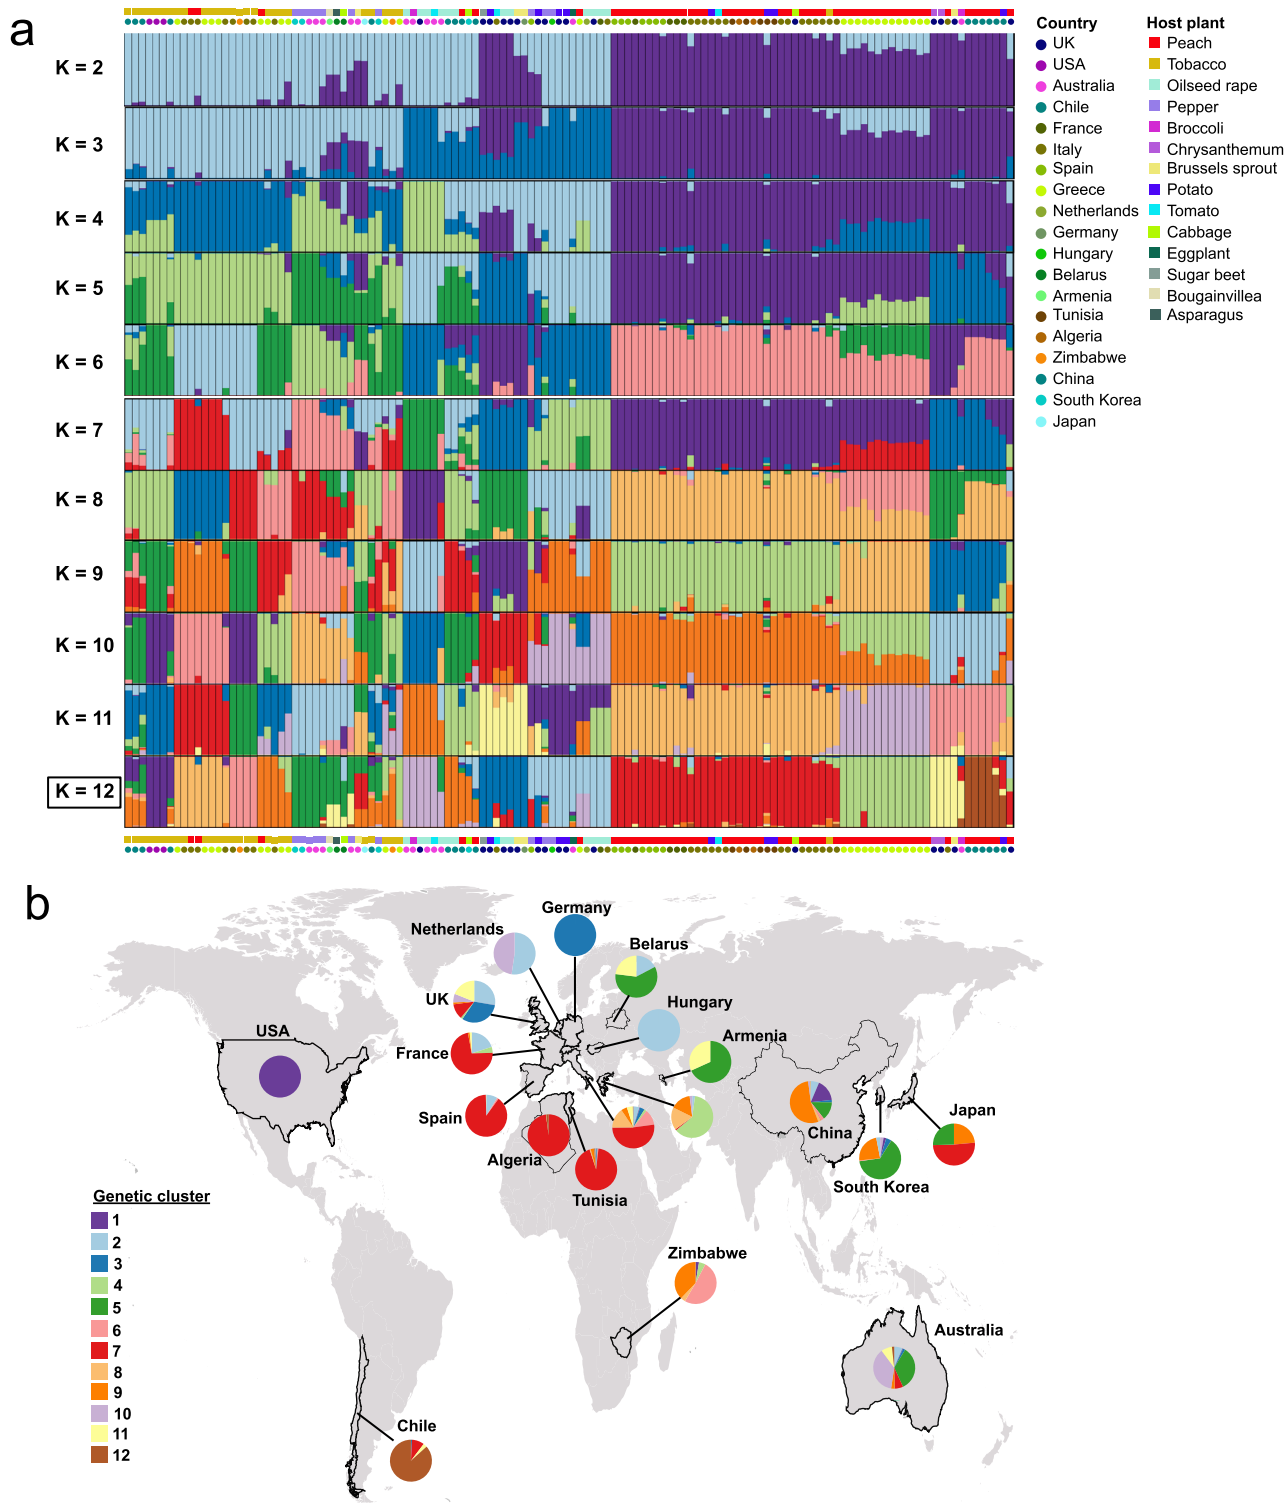 a
K = 2
K = 3
K = 4
K = 5
K = 6
K = 7
K = 8
K = 9
K = 10
K = 11
K = 12
Country
UK
USA
Australia
Chile
France
Italy
Spain
Greece
Netherlands
Germany
Hungary
Belarus
Armenia
Tunisia
Algeria
Zimbabwe
China
South Korea
Japan
Host plant
Peach
Tobacco
Oilseed rape
Pepper
Broccoli
Chrysanthemum
Brussels sprout
Potato
Tomato
Cabbage
Eggplant
Sugar beet
Bougainvillea
Asparagus
b
Germany
Netherlands
Belarus
UK
Hungary
USA
Armenia
France
Spain
Japan
China
Algeria
South Korea
Tunisia
Zimbabwe
Australia
Chile
Genetic cluster
1
2
3
4
5
6
7
8
9
10
11
12